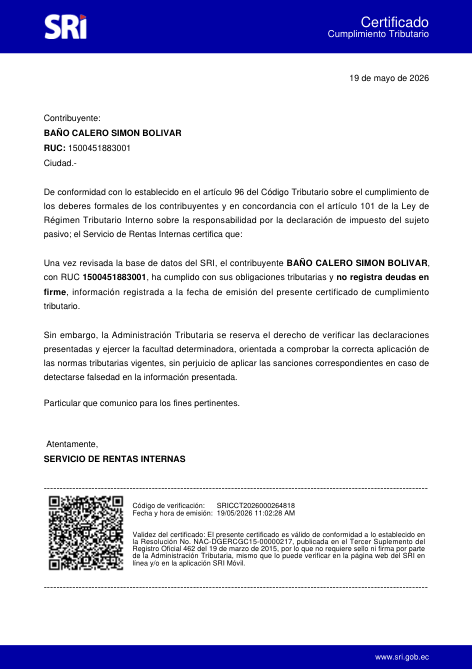 SRi
Certificado
Cumplimiento Tributario
19 de mayo de 2026
Contribuyente:
BAÑO CALERO SIMON BOLIVAR
RUC: 1500451883001
Ciudad.-
De conformidad con lo establecido en el artículo 96 del Código Tributario sobre el cumplimiento de
los deberes formales de los contribuyentes y en concordancia con el artículo 101 de la Ley de
Régimen Tributario Interno sobre la responsabilidad por la declaración de impuesto del sujeto
pasivo; el Servicio de Rentas Internas certifica que:
Una vez revisada la base de datos del SRI, el contribuyente BAÑO CALERO SIMON BOLIVAR,
con RUC 1500451883001, ha cumplido con sus obligaciones tributarias y no registra deudas en
firme, información registrada a la fecha de emisión del presente certificado de cumplimiento
tributario.
Sin embargo, la Administración Tributaria se reserva el derecho de verificar las declaraciones
presentadas y ejercer la facultad determinadora, orientada a comprobar la correcta aplicación de
las normas tributarias vigentes, sin perjuicio de aplicar las sanciones correspondientes en caso de
detectarse falsedad en la información presentada.
Particular que comunico para los fines pertinentes.
Atentamente,
SERVICIO DE RENTAS INTERNAS
Código de verificación: SRICCT2026000264818
Fecha y hora de emisión: 19/05/2026 11:02:28 AM
Validez del certificado: El presente certificado es válido de conformidad a lo establecido en
la Resolución No. NAC-DGERCGC15-00000217, publicada en el Tercer Suplemento del
Registro Oficial 462 del 19 de marzo de 2015, por lo que no requiere sello ni firma por parte
de la Administración Tributaria, mismo que lo puede verificar en la página web del SRI en
línea y/o en la aplicación SRI Móvil.
www.sri.gob.ec